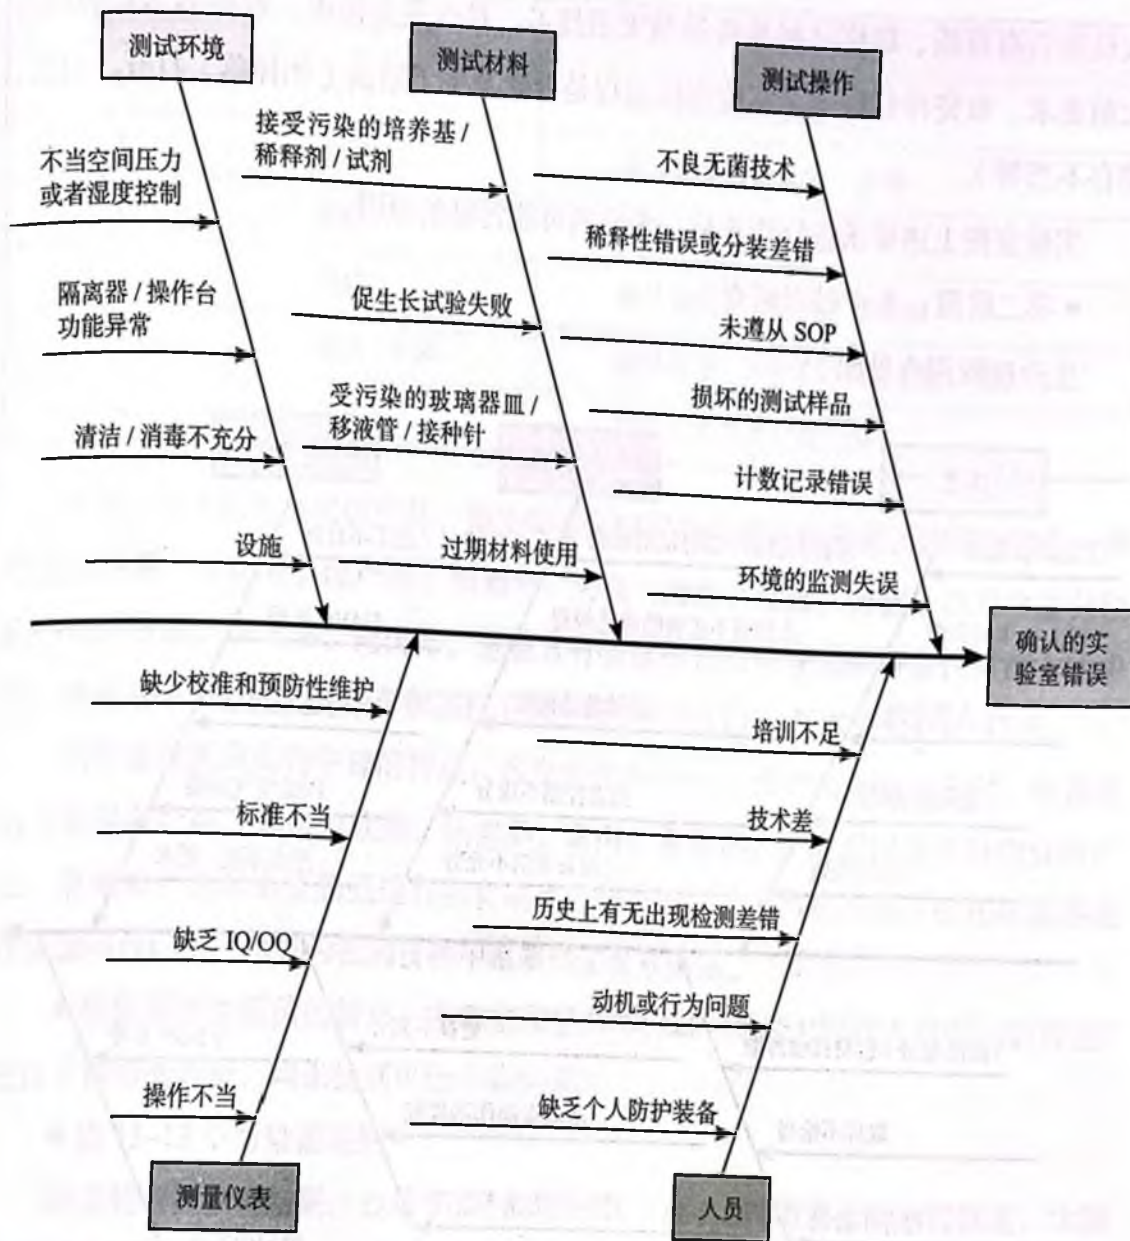 测试环境
测试材料
测试操作
不当空间压力
或者湿度控制
隔离器 / 操作台
功能异常
清洁 / 消毒不充分
设施
接受污染的培养基 /
稀释剂 / 试剂
促生长试验失败
受污染的玻璃器皿 /
移液管 / 接种针
过期材料使用
不良无菌技术
稀释性错误或分装差错
未遵从 SOP
损坏的测试样品
计数记录错误
环境的监测失误
确认的实
验室错误
缺少校准和预防性维护
标准不当
缺乏 IQ/OQ
操作不当
测量仪表
培训不足
技术差
历史上有无出现检测差错
动机或行为问题
缺乏个人防护装备
人员